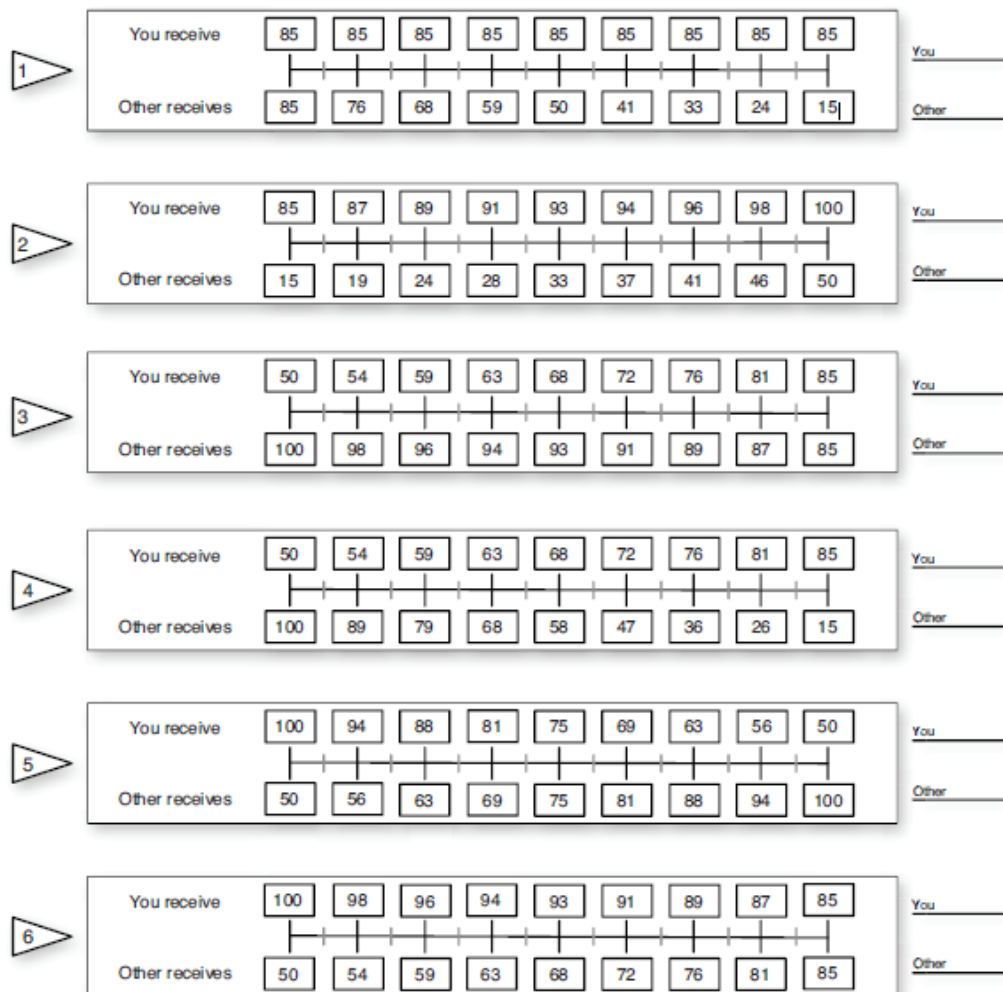 You receive 85 85 85 85 85 85 85 85 85
You
1
Other receives 85 76 68 59 50 41 33 24 15
Other
You receive 85 87 89 91 93 94 96 98 100
You
2
Other receives 15 19 24 28 33 37 41 46 50
Other
You receive 50 54 59 63 68 72 76 81 85
You
3
Other receives 100 98 96 94 93 91 89 87 85
Other
You receive 50 54 59 63 68 72 76 81 85
You
4
Other receives 100 89 79 68 58 47 36 26 15
Other
You receive 100 94 88 81 75 69 63 56 50
You
5
Other receives 50 56 63 69 75 81 88 94 100
Other
You receive 100 98 96 94 93 91 89 87 85
You
6
Other receives 50 54 59 63 68 72 76 81 85
Other